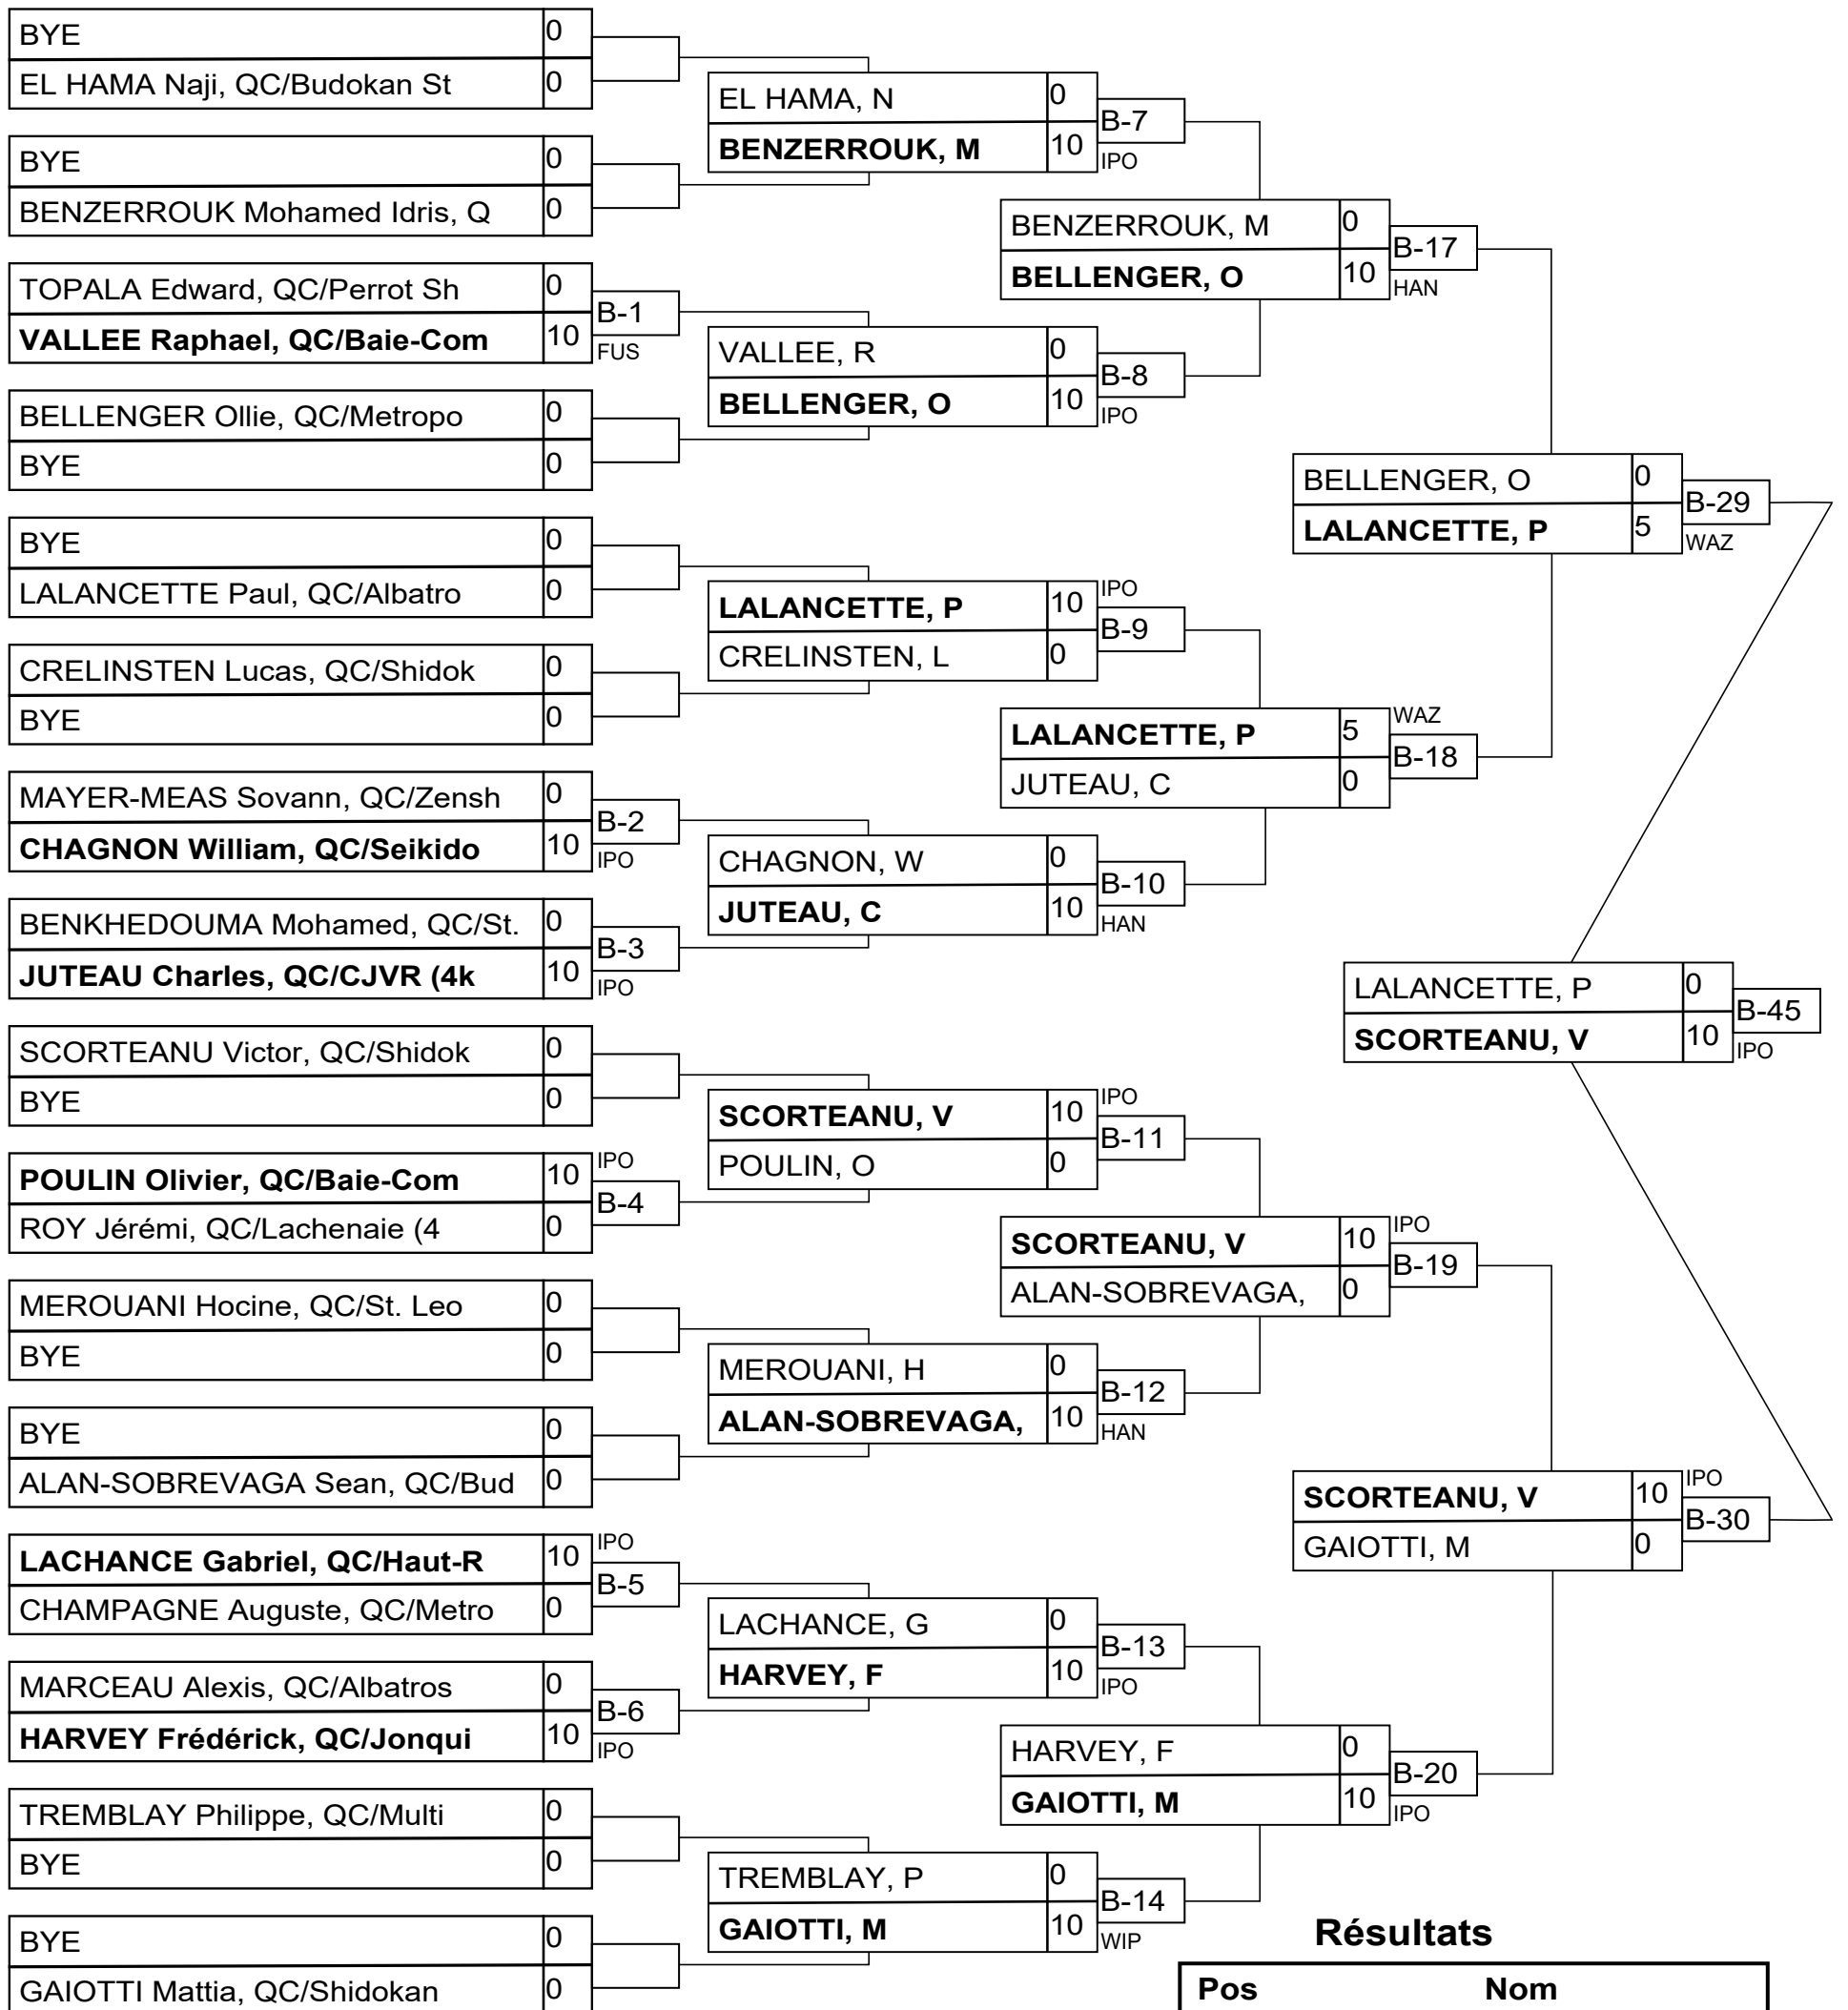 BYE 0
EL HAMA Naji, QC/Budokan St 0
BYE 0
BENZERROUK Mohamed Idris, Q 0
TOPALA Edward, QC/Perrot Sh 0
VALLEE Raphael, QC/Baie-Com 10
B-1
FUS
BELLENGER Ollie, QC/Metropo 0
BYE 0
BYE 0
LALANCETTE Paul, QC/Albatro 0
CRELINSTEN Lucas, QC/Shidok 0
BYE 0
MAYER-MEAS Sovann, QC/Zensh 0
CHAGNON William, QC/Seikido 10
B-2
IPO
BENKHEDOUMA Mohamed, QC/St. 0
JUTEAU Charles, QC/CJVR (4k 10
B-3
IPO
SCORTEANU Victor, QC/Shidok 0
BYE 0
POULIN Olivier, QC/Baie-Com 10
ROY Jérémi, QC/Lachenaie (4 0
IPO
B-4
MEROUANI Hocine, QC/St. Leo 0
BYE 0
BYE 0
ALAN-SOBREVAGA Sean, QC/Bud 0
LACHANCE Gabriel, QC/Haut-R 10
CHAMPAGNE Auguste, QC/Metro 0
IPO
B-5
MARCEAU Alexis, QC/Albatros 0
HARVEY Frédérick, QC/Jonqui 10
B-6
IPO
TREMBLAY Philippe, QC/Multi 0
BYE 0
BYE 0
GAIOTTI Mattia, QC/Shidokan 0
EL HAMA, N 0
BENZERROUK, M 10
B-7
IPO
VALLEE, R 0
BELLENGER, O 10
B-8
IPO
LALANCETTE, P 10
CRELINSTEN, L 0
IPO
B-9
CHAGNON, W 0
JUTEAU, C 10
B-10
HAN
SCORTEANU, V 10
POULIN, O 0
IPO
B-11
MEROUANI, H 0
ALAN-SOBREVAGA, 10
B-12
HAN
LACHANCE, G 0
HARVEY, F 10
B-13
IPO
TREMBLAY, P 0
GAIOTTI, M 10
B-14
WIP
BENZERROUK, M 0
BELLENGER, O 10
B-17
HAN
LALANCETTE, P 5
JUTEAU, C 0
WAZ
B-18
SCORTEANU, V 10
ALAN-SOBREVAGA, 0
IPO
B-19
HARVEY, F 0
GAIOTTI, M 10
B-20
IPO
BELLENGER, O 0
LALANCETTE, P 5
B-29
WAZ
SCORTEANU, V 10
GAIOTTI, M 0
IPO
B-30
LALANCETTE, P 0
SCORTEANU, V 10
B-45
IPO
Résultats
Pos Nom